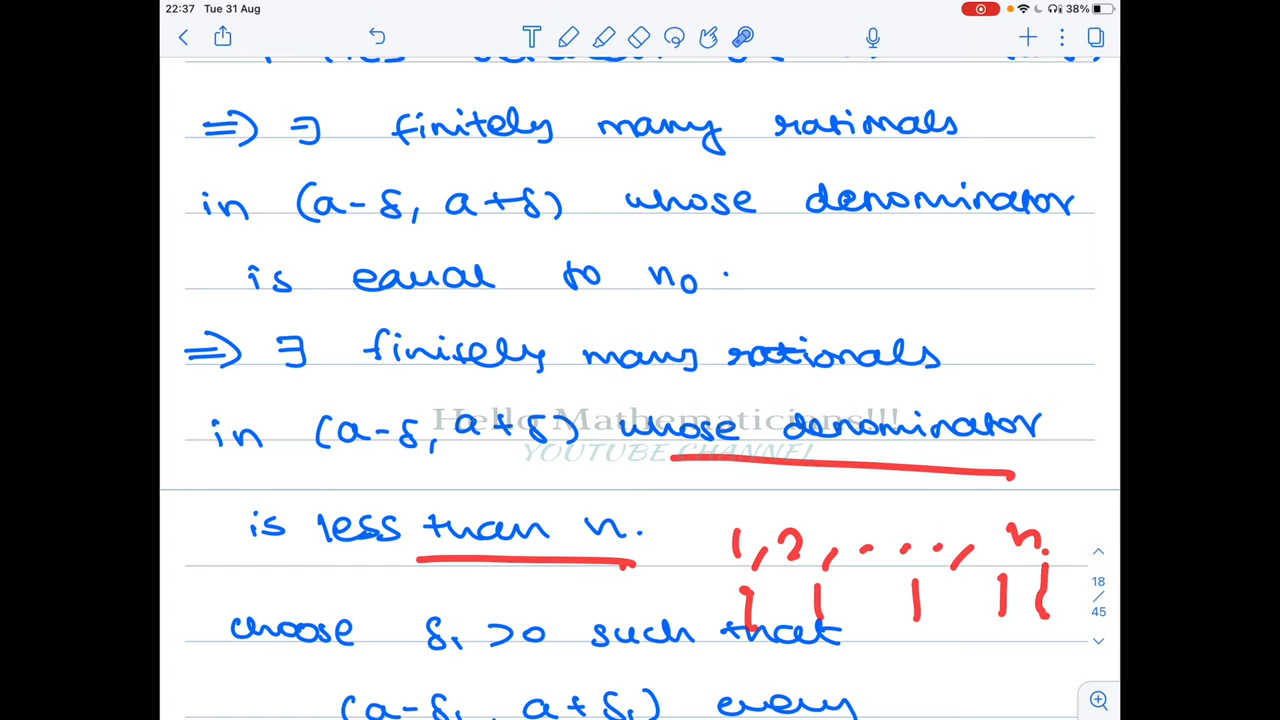 22:37 Tue 31 Aug
38%
T
=> ∃ finitely many rationals
in (a-δ, a+δ) whose denominator
is equal to n₀.
=> ∃ finitely many rationals
in (a-δ, a+δ) whose denominator
Hello Mathematicians!!!
YOUTUBE CHANNEL
is less than n.
1, 2, . . . . , n.
18
/
45
choose δ₁ >0 such that
(a-δ₁, a+δ₁) every